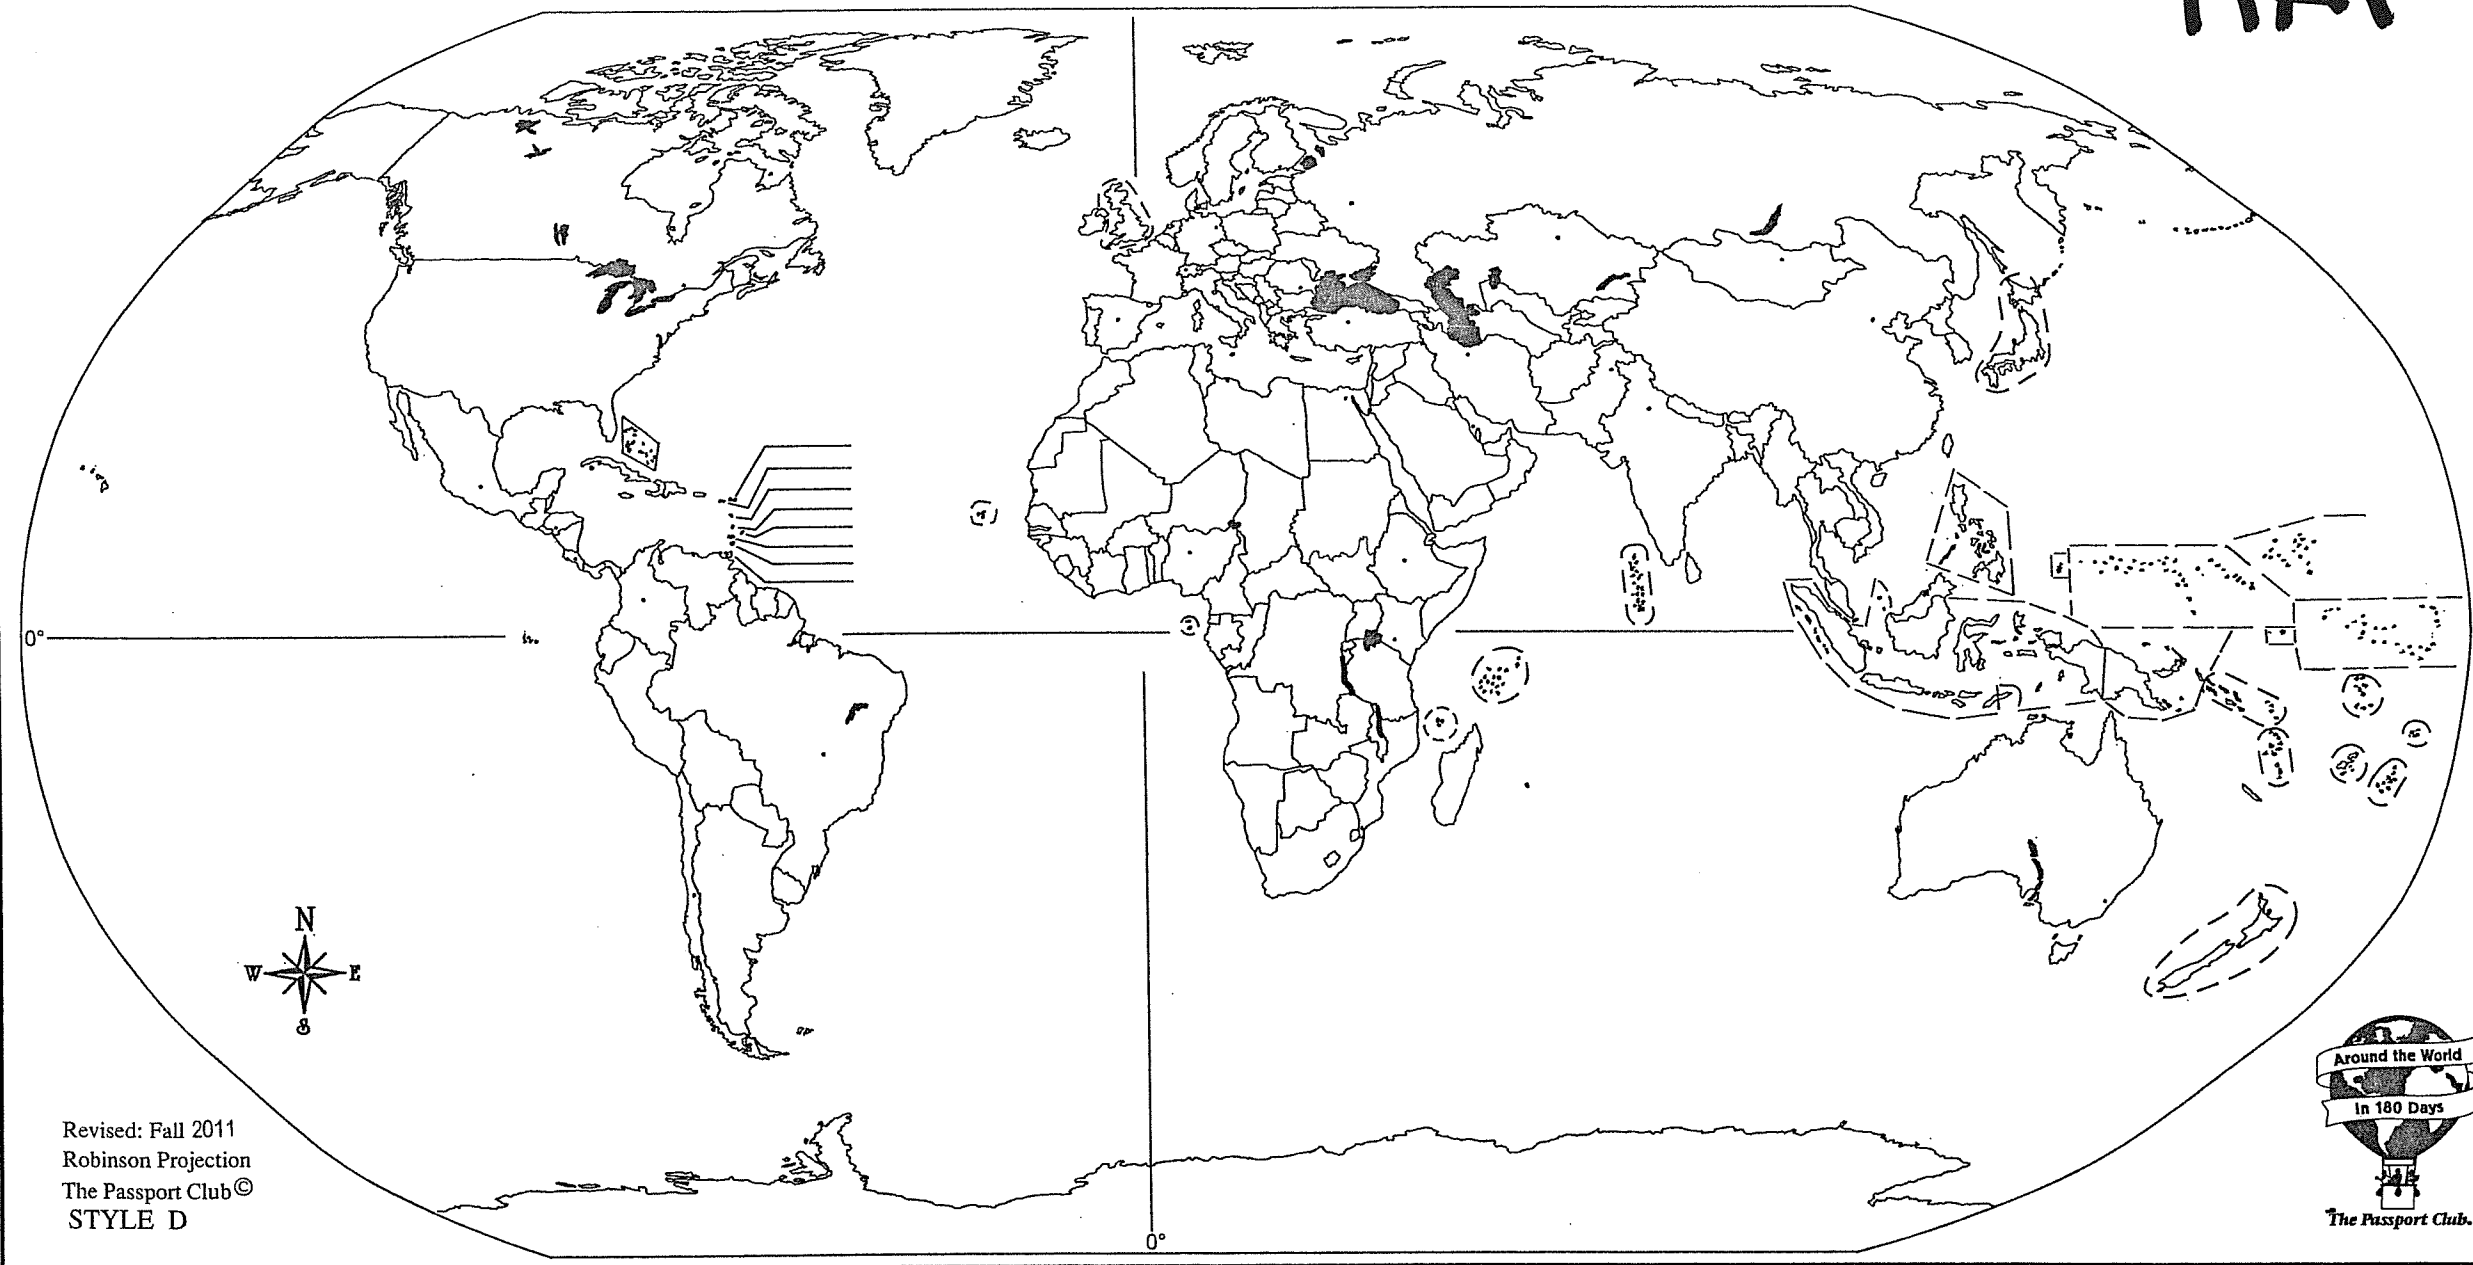 0°
N
W E
S
Revised: Fall 2011
Robinson Projection
The Passport Club©
STYLE D
0°
Around the World
In 180 Days
The Passport Club.